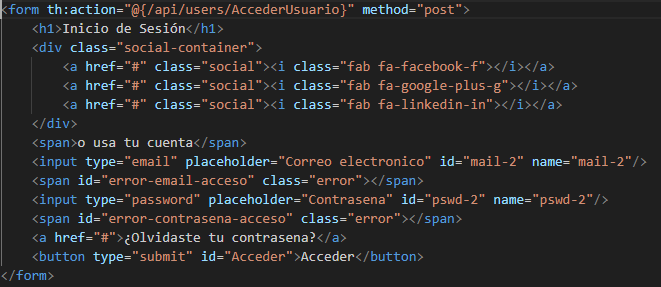 <form th:action="@{/api/users/AccederUsuario}" method="post">
<h1>Inicio de Sesión</h1>
<div class="social-container">
<a href="#" class="social"><i class="fab fa-facebook-f"></i></a>
<a href="#" class="social"><i class="fab fa-google-plus-g"></i></a>
<a href="#" class="social"><i class="fab fa-linkedin-in"></i></a>
</div>
<span>o usa tu cuenta</span>
<input type="email" placeholder="Correo electronico" id="mail-2" name="mail-2"/>
<span id="error-email-acceso" class="error"></span>
<input type="password" placeholder="Contrasena" id="pswd-2" name="pswd-2"/>
<span id="error-contrasena-acceso" class="error"></span>
<a href="#">¿Olvidaste tu contrasena?</a>
<button type="submit" id="Acceder">Acceder</button>
</form>